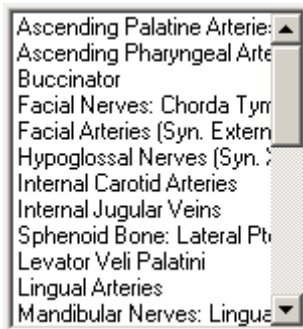 Ascending Palatine Arterie
Ascending Pharyngeal Arte
Buccinator
Facial Nerves: Chorda Tym
Facial Arteries (Syn. Extern
Hypoglossal Nerves (Syn.
Internal Carotid Arteries
Internal Jugular Veins
Sphenoid Bone: Lateral Pt
Levator Veli Palatini
Lingual Arteries
Mandibular Nerves: Lingua